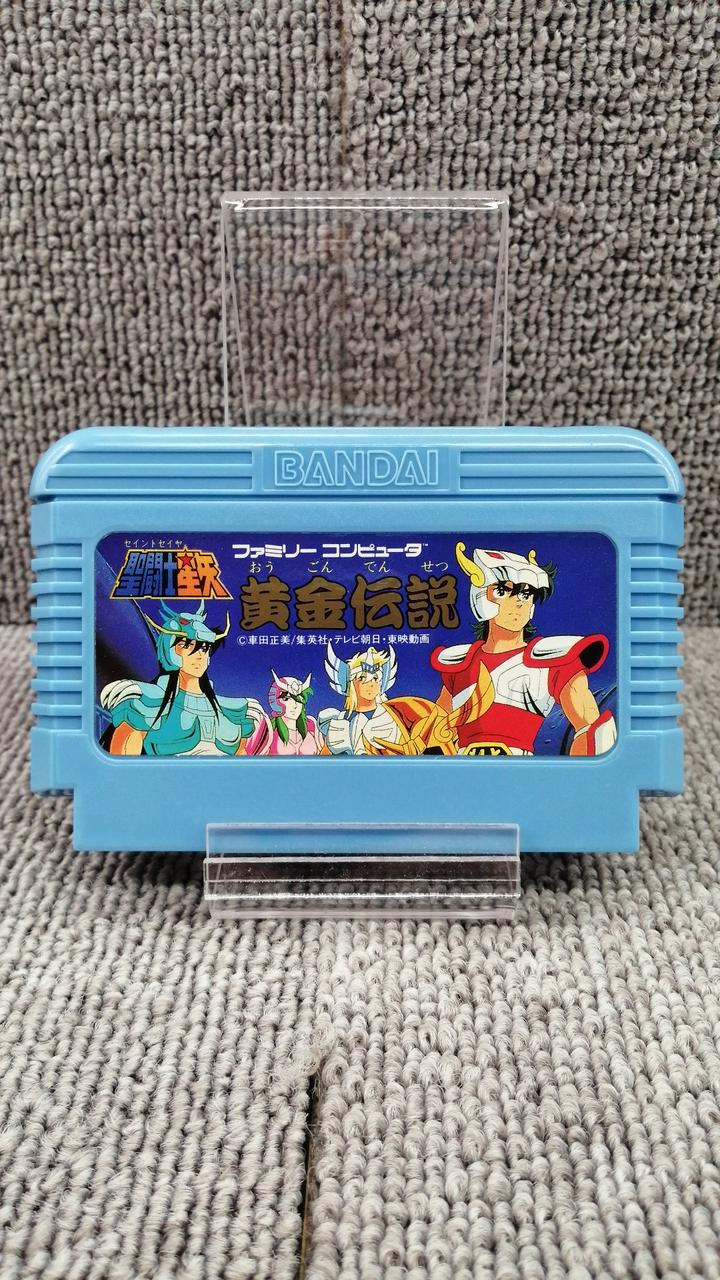 BANDAI
セイントセイヤ
聖闘士星矢
ファミリー コンピュータ™
おうごんでんせつ
黄金伝説
©車田正美/集英社・テレビ朝日・東映動画